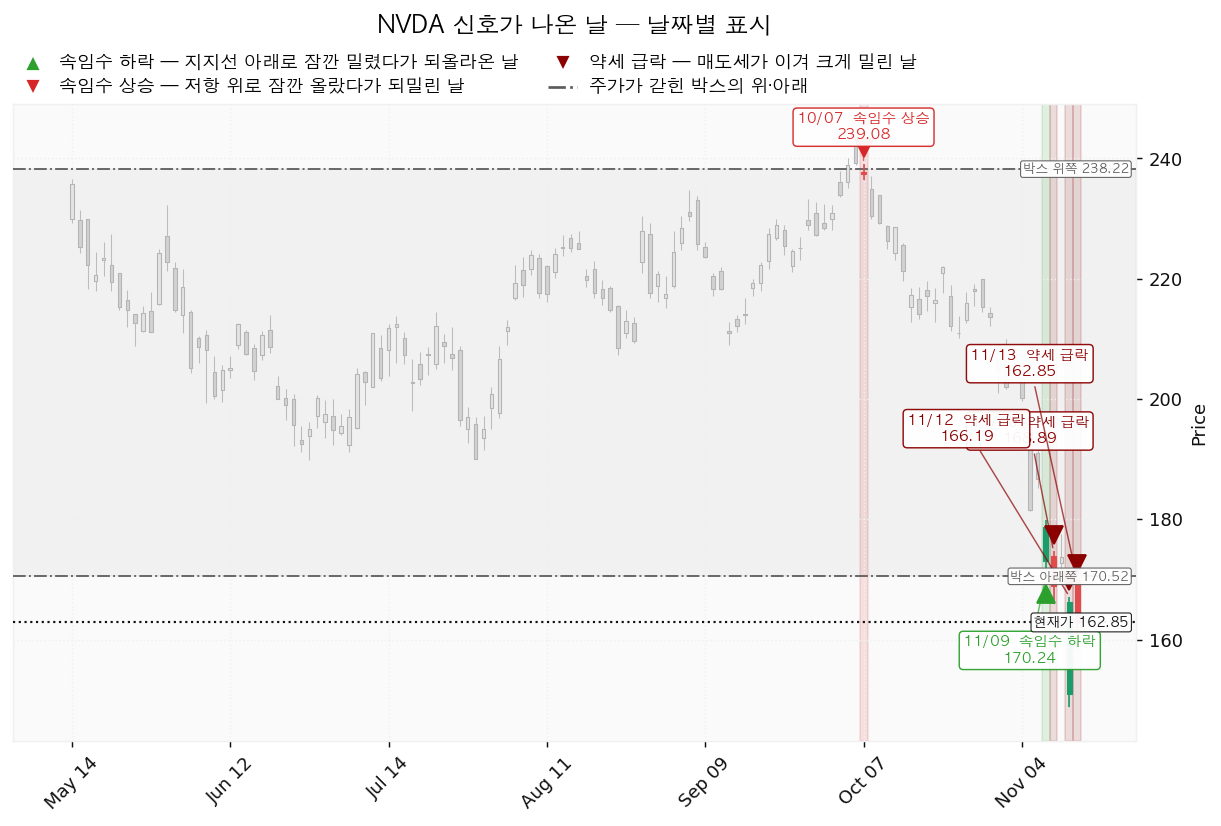 NVDA 신호가 나온 날 — 날짜별 표시
속임수 하락 — 지지선 아래로 잠깐 밀렸다가 되올라온 날
속임수 상승 — 저항 위로 잠깐 올랐다가 되밀린 날
약세 급락 — 매도세가 이겨 크게 밀린 날
주가가 갇힌 박스의 위·아래
10/07 속임수 상승
239.08
박스 위쪽 238.22
11/13 약세 급락
162.85
11/12 약세 급락
166.19
약세 급락
.89
박스 아래쪽 170.52
현재가 162.85
11/09 속임수 하락
170.24
240
220
200
180
160
Price
May 14
Jun 12
Jul 14
Aug 11
Sep 09
Oct 07
Nov 04